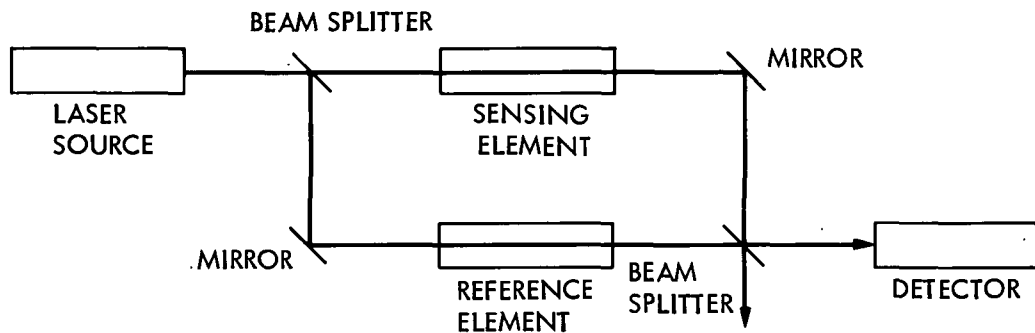 BEAM SPLITTER
MIRROR
LASER
SOURCE
SENSING
ELEMENT
MIRROR
REFERENCE
ELEMENT
BEAM
SPLITTER
DETECTOR